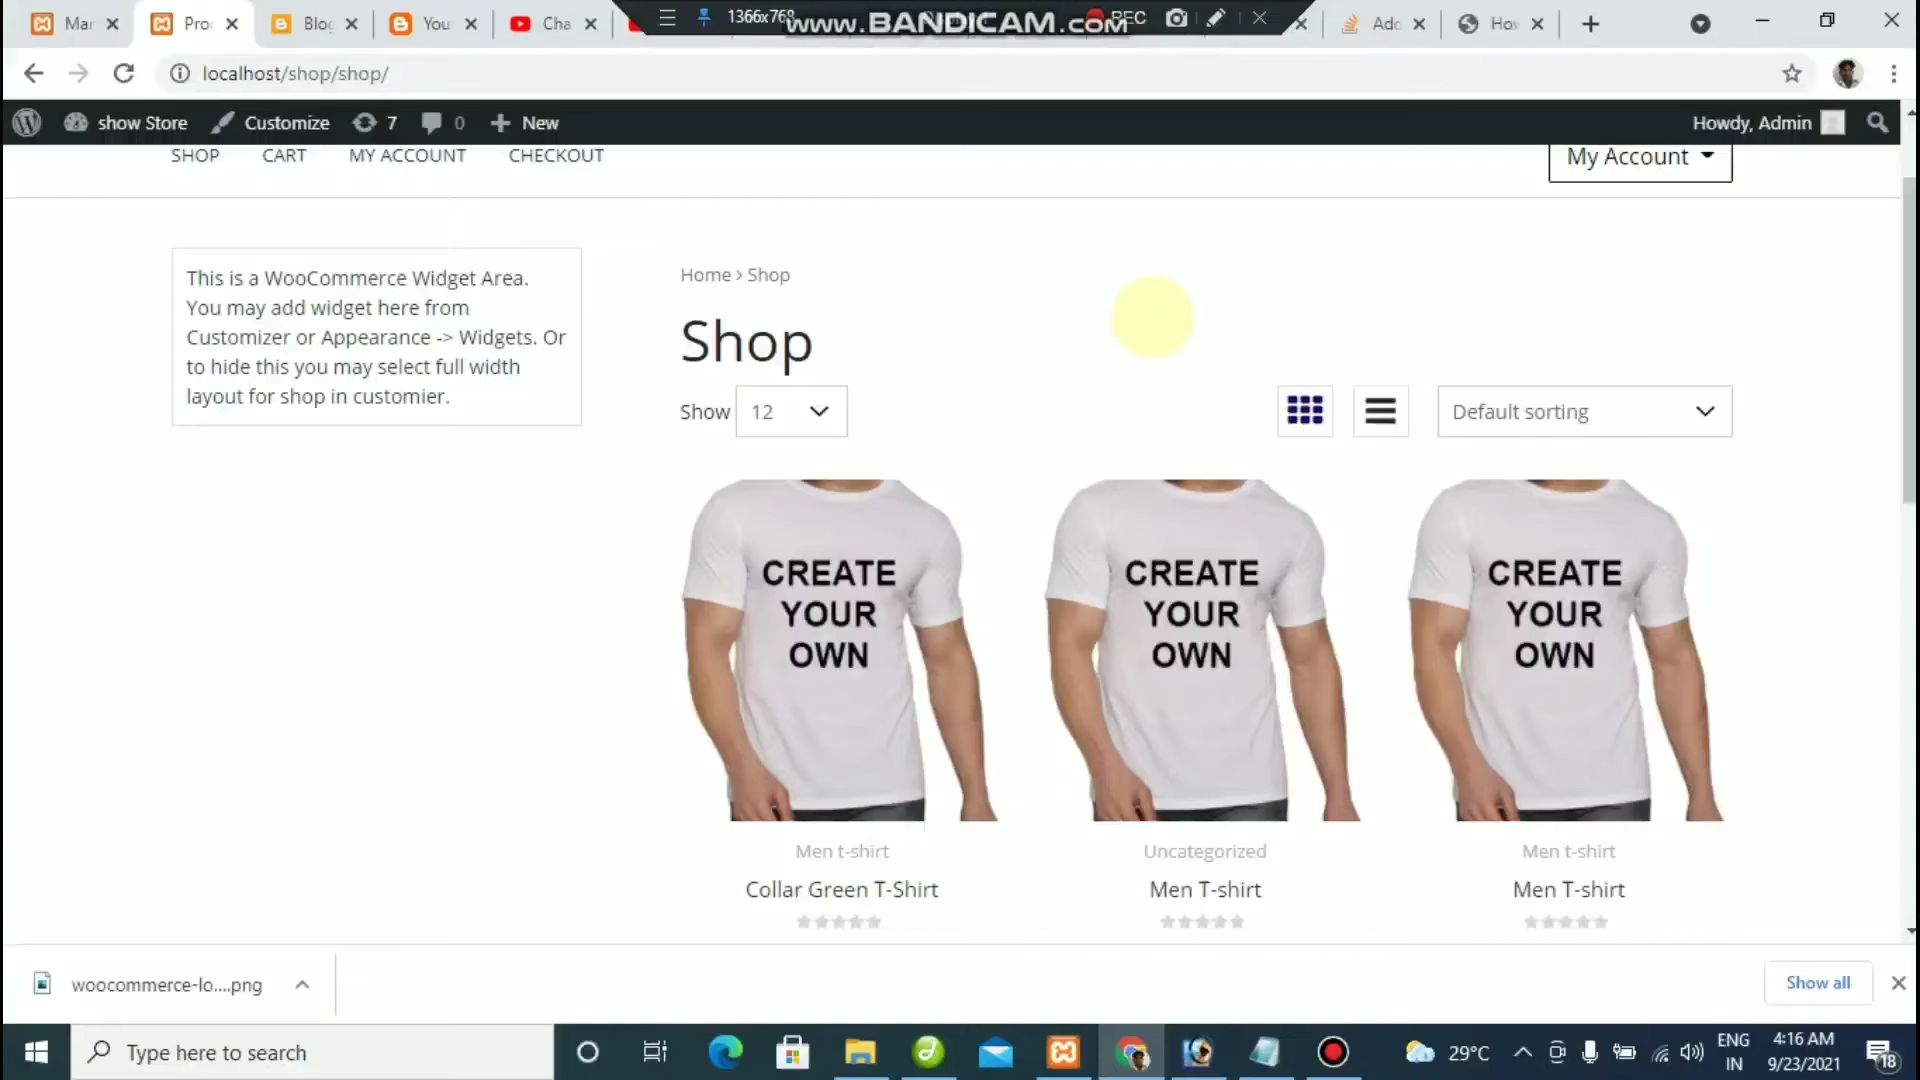 Mar
Pro
Blog
You
Cha
1366x768
www.BANDICAM.com
REC
Add
How
localhost/shop/shop/
show Store
Customize
7
0
New
Howdy, Admin
SHOP
CART
MY ACCOUNT
CHECKOUT
My Account
This is a WooCommerce Widget Area.
You may add widget here from
Customizer or Appearance -> Widgets. Or
to hide this you may select full width
layout for shop in customier.
Home › Shop
Shop
Show
12
Default sorting
CREATE
YOUR
OWN
CREATE
YOUR
OWN
CREATE
YOUR
OWN
Men t-shirt
Uncategorized
Men t-shirt
Collar Green T-Shirt
Men T-shirt
Men T-shirt
woocommerce-lo....png
Show all
Type here to search
29°C
ENG
IN
4:16 AM
9/23/2021
18